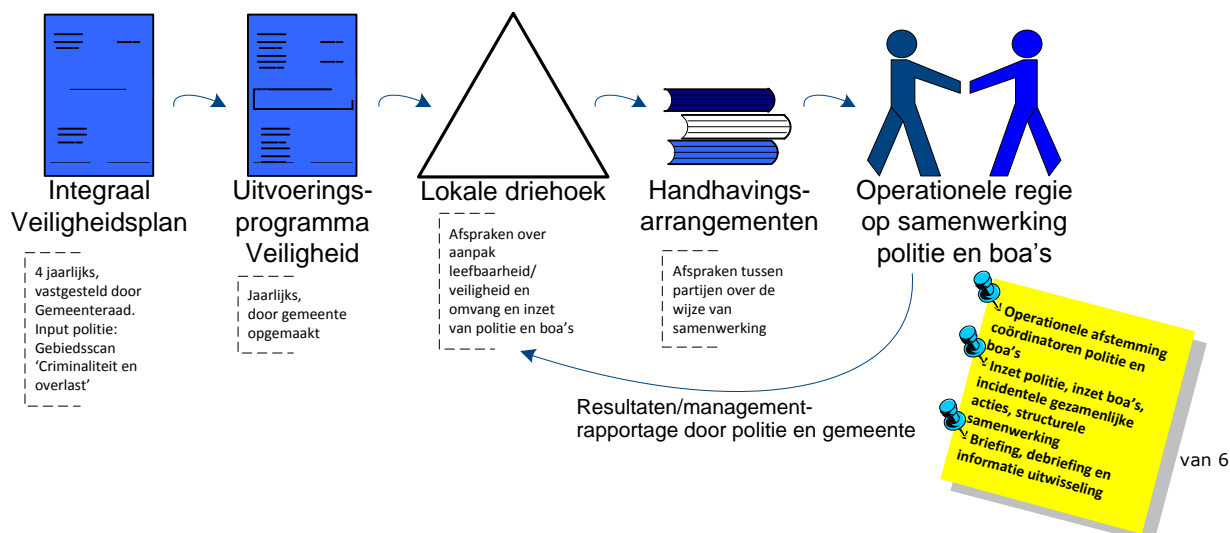 Integraal
Veiligheidsplan
4 jaarlijks,
vastgesteld door
Gemeenteraad.
Input politie:
Gebiedsscan
‘Criminaliteit en
overlast’
Uitvoerings-
programma
Veiligheid
Jaarlijks,
door gemeente
opgemaakt
Lokale driehoek
Afspraken over
aanpak
leefbaarheid/
veiligheid en
omvang en inzet
van politie en boa’s
Handhavings-
arrangementen
Afspraken tussen
partijen over de
wijze van
samenwerking
Operationele regie
op samenwerking
politie en boa’s
Operationele afstemming
coördinatoren politie en
boa’s
Inzet politie, inzet boa’s,
incidentele gezamenlijke
acties, structurele
samenwerking
Briefing, debriefing en
informatie uitwisseling
Resultaten/management-
rapportage door politie en gemeente
van 6